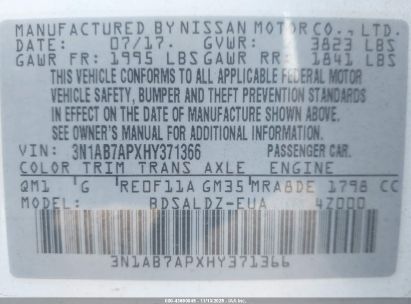 MANUFACTURED BY NISSAN MOTOR CO., LTD.
DATE: 07/17. GVWR: 3823 LBS
GAWR FR: 1995 LBS GAWR RR: 1841 LBS
THIS VEHICLE CONFORMS TO ALL APPLICABLE FEDERAL MOTOR
VEHICLE SAFETY, BUMPER AND THEFT PREVENTION STANDARDS
IN EFFECT ON THE DATE OF MANUFACTURE SHOWN ABOVE.
SEE OWNER'S MANUAL FOR ADDITIONAL INFORMATION.
VIN: 3N1AB7APXHY371366 PASSENGER CAR.
COLOR TRIM TRANS AXLE ENGINE
QM1 G RE0F11A GM35 MRA8DE 1798 CC
MODEL: BDSALDZ-EUA 4Z000
3N1AB7APXHY371366